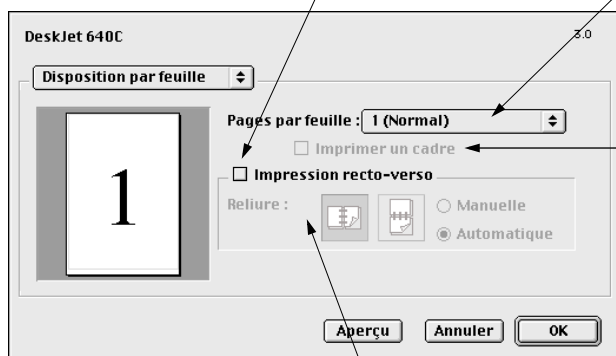 DeskJet 640C
3.0
Disposition par feuille
Pages par feuille : 1 (Normal)
Imprimer un cadre
1
Impression recto-verso
Reliure :
Manuelle
Automatique
Aperçu
Annuler
OK